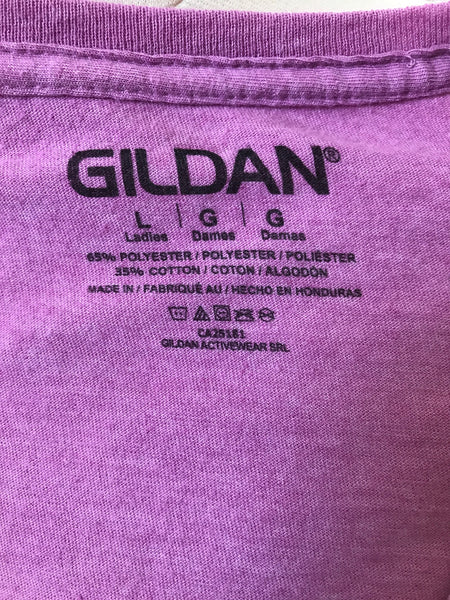 GILDAN®
L | G | G
Ladies Dames Damas
65% POLYESTER / POLYESTER / POLIÉSTER
35% COTTON / COTON / ALGODÓN
MADE IN / FABRIQUÉ AU / HECHO EN HONDURAS
CA25181
GILDAN ACTIVEWEAR SRL